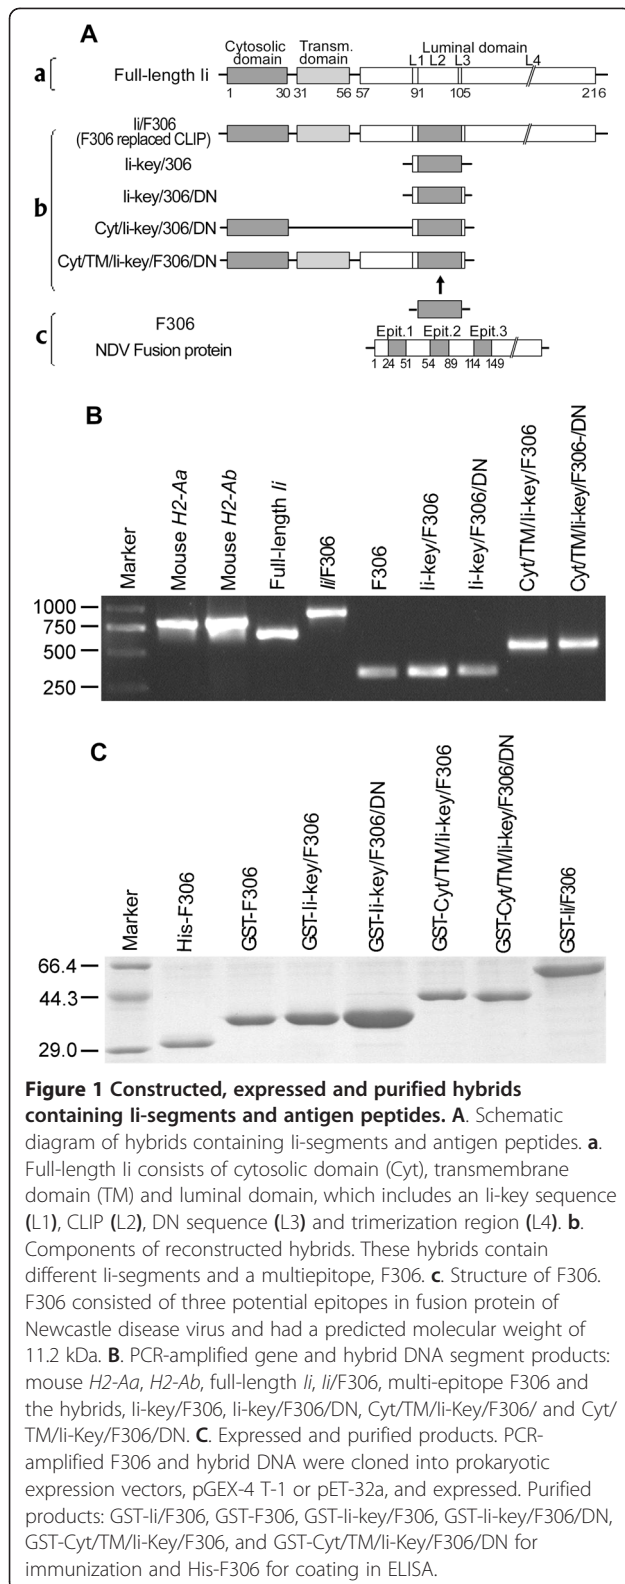 A
Cytosolic domain Transm. domain Luminal domain
L1 L2 L3 L4
a Full-length Ii
1 30 31 56 57 91 105 216
b
Ii/F306
(F306 replaced CLIP)
Ii-key/306
Ii-key/306/DN
Cyt/Ii-key/306/DN
Cyt/TM/Ii-key/F306/DN
c
F306
Epit.1 Epit.2 Epit.3
NDV Fusion protein
1 24 51 54 89 114 149
B
Marker
Mouse H2-Aa
Mouse H2-Ab
Full-length Ii
Ii/F306
F306
Ii-key/F306
Ii-key/F306/DN
Cyt/TM/Ii-key/F306
Cyt/TM/Ii-key/F306-/DN
1000
750
500
250
C
Marker
His-F306
GST-F306
GST-Ii-key/F306
GST-Ii-key/F306/DN
GST-Cyt/TM/Ii-key/F306
GST-Cyt/TM/Ii-key/F306/DN
GST-Ii/F306
66.4
44.3
29.0
Figure 1 Constructed, expressed and purified hybrids
containing Ii-segments and antigen peptides. A. Schematic
diagram of hybrids containing Ii-segments and antigen peptides. a.
Full-length Ii consists of cytosolic domain (Cyt), transmembrane
domain (TM) and luminal domain, which includes an Ii-key sequence
(L1), CLIP (L2), DN sequence (L3) and trimerization region (L4). b.
Components of reconstructed hybrids. These hybrids contain
different Ii-segments and a multiepitope, F306. c. Structure of F306.
F306 consisted of three potential epitopes in fusion protein of
Newcastle disease virus and had a predicted molecular weight of
11.2 kDa. B. PCR-amplified gene and hybrid DNA segment products:
mouse H2-Aa, H2-Ab, full-length Ii, Ii/F306, multi-epitope F306 and
the hybrids, Ii-key/F306, Ii-key/F306/DN, Cyt/TM/Ii-Key/F306/ and Cyt/
TM/Ii-Key/F306/DN. C. Expressed and purified products. PCR-
amplified F306 and hybrid DNA were cloned into prokaryotic
expression vectors, pGEX-4 T-1 or pET-32a, and expressed. Purified
products: GST-Ii/F306, GST-F306, GST-Ii-key/F306, GST-Ii-key/F306/DN,
GST-Cyt/TM/Ii-Key/F306, and GST-Cyt/TM/Ii-Key/F306/DN for
immunization and His-F306 for coating in ELISA.